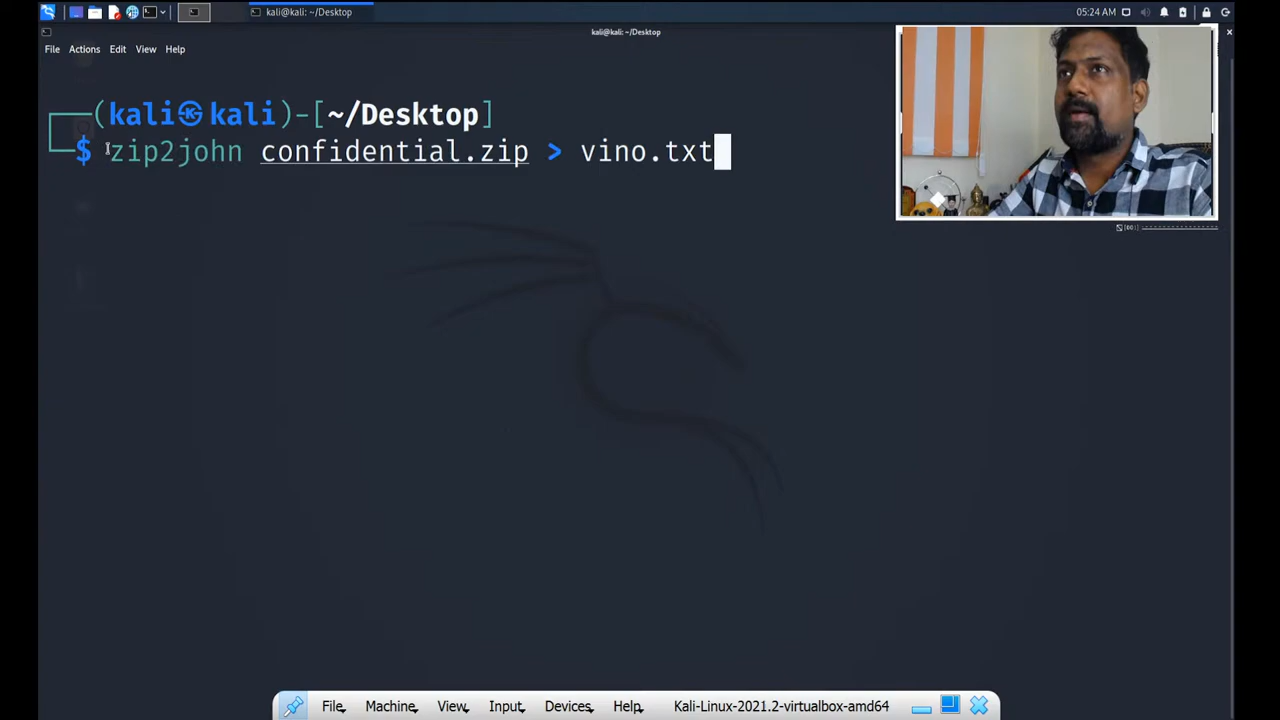 kali@kali: ~/Desktop
05:24 AM
kali@kali: ~/Desktop
File Actions Edit View Help
(kali㉿kali)-[~/Desktop]
$ zip2john confidential.zip > vino.txt
File Machine View Input Devices Help Kali-Linux-2021.2-virtualbox-amd64